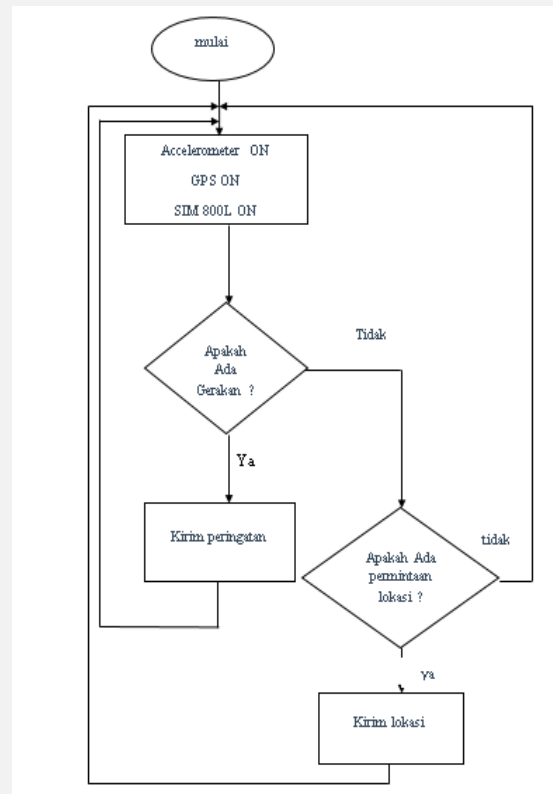 mulai
Accelerometer ON
GPS ON
SIM 800L ON
Apakah
Ada
Gerakan ?
Tidak
Ya
Kirim peringatan
Apakah Ada
permintaan
lokasi ?
tidak
ya
Kirim lokasi